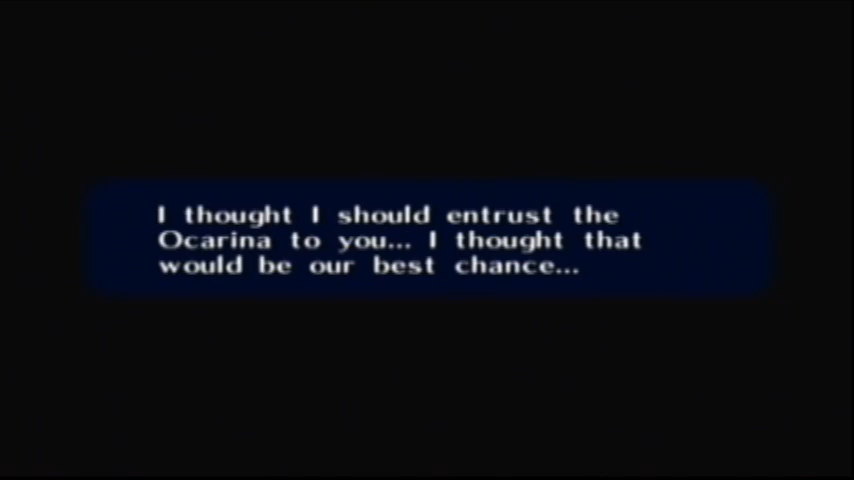 I thought I should entrust the
Ocarina to you... I thought that
would be our best chance...